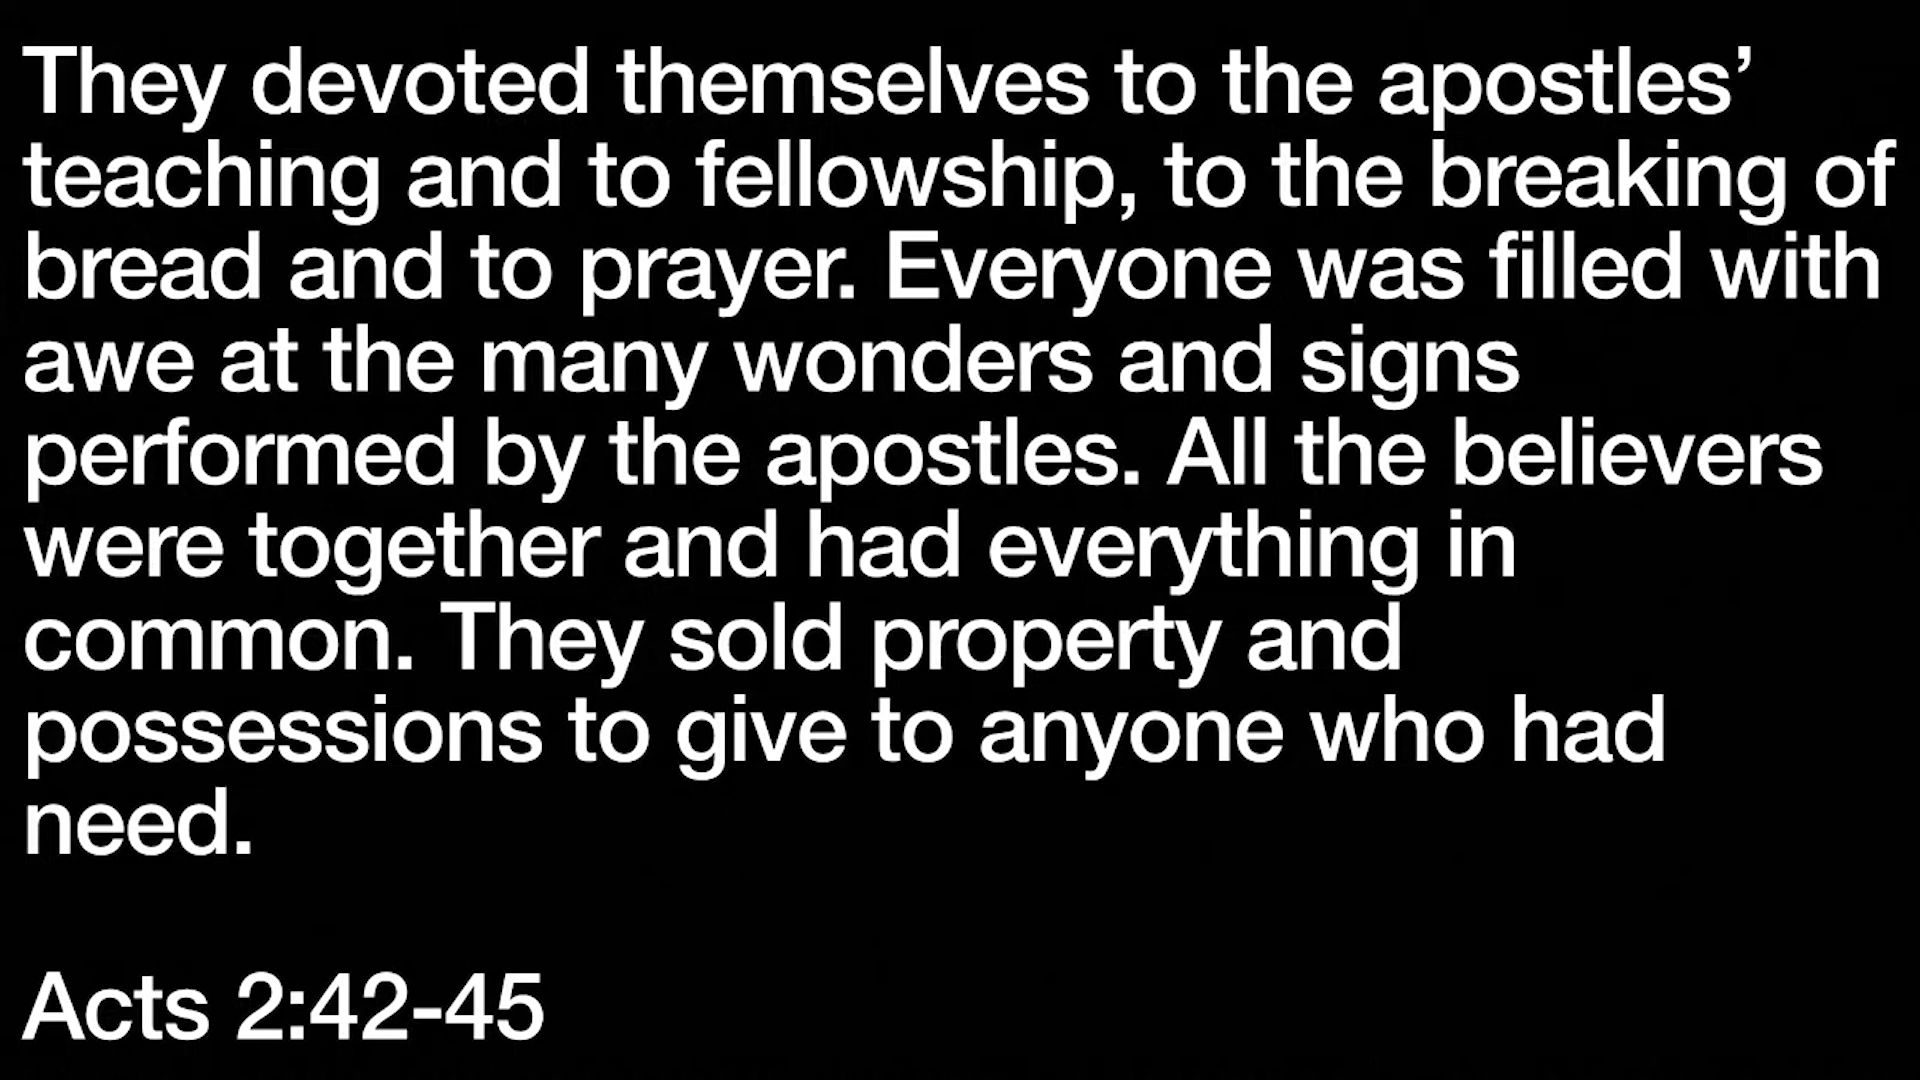 They devoted themselves to the apostles’
teaching and to fellowship, to the breaking of
bread and to prayer. Everyone was filled with
awe at the many wonders and signs
performed by the apostles. All the believers
were together and had everything in
common. They sold property and
possessions to give to anyone who had
need.
Acts 2:42-45